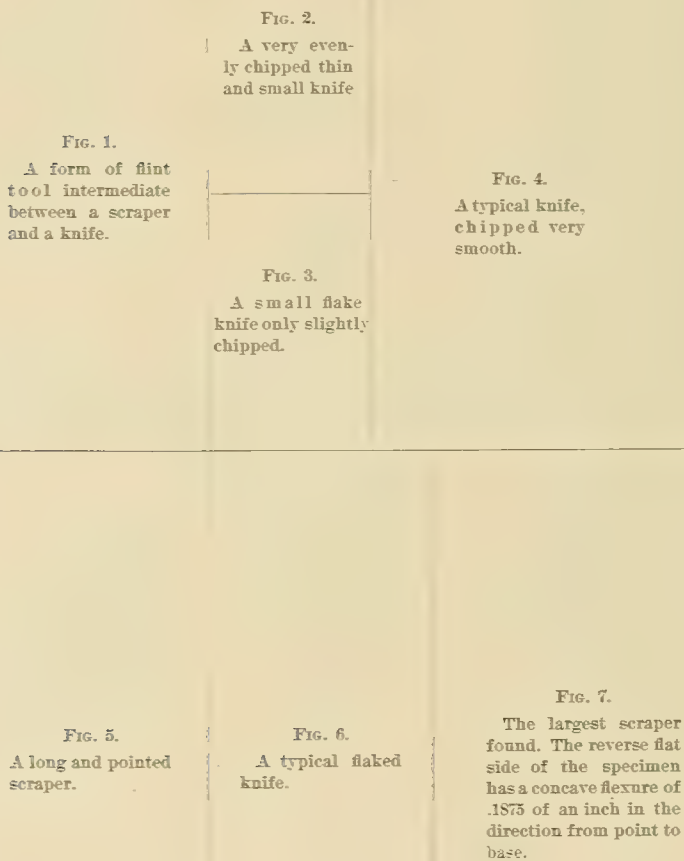 FIG. 1.
A form of flint
tool intermediate
between a scraper
and a knife.
FIG. 2.
A very even-
ly chipped thin
and small knife
FIG. 3.
A small flake
knife only slightly
chipped.
FIG. 4.
A typical knife,
chipped very
smooth.
FIG. 5.
A long and pointed
scraper.
FIG. 6.
A typical flaked
knife.
FIG. 7.
The largest scraper
found. The reverse flat
side of the specimen
has a concave flexure of
.1875 of an inch in the
direction from point to
base.